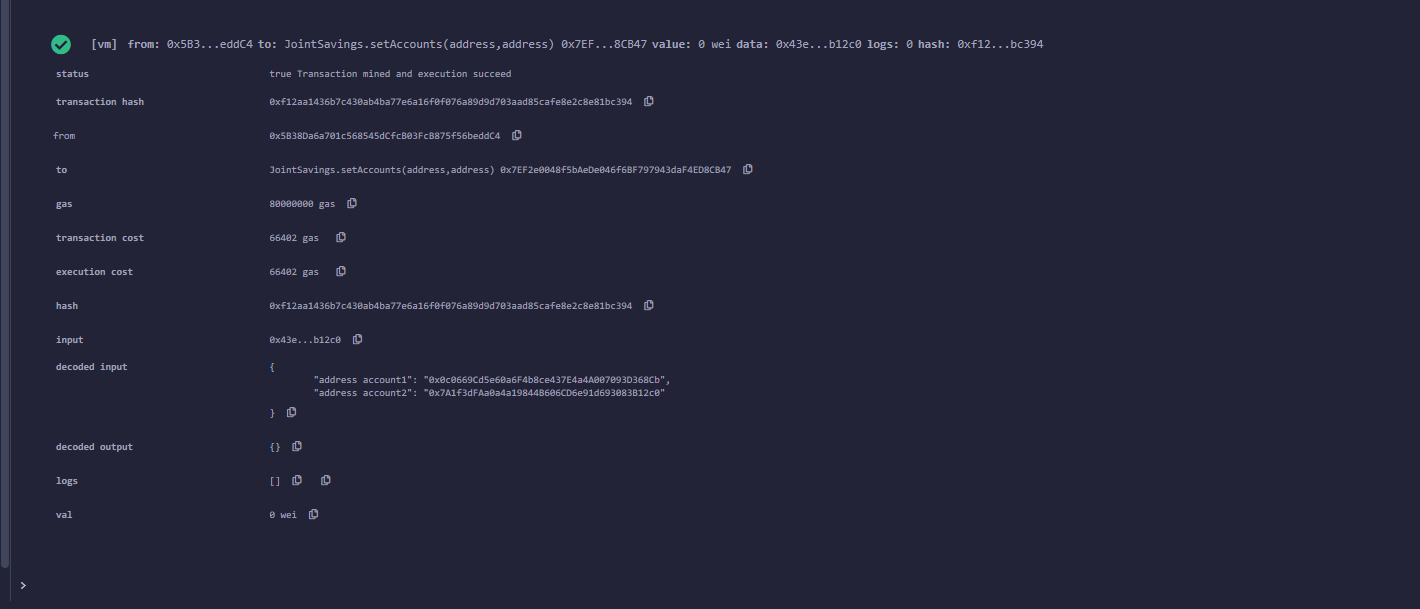 [vm] from: 0x5B3...eddC4 to: JointSavings.setAccounts(address,address) 0x7EF...8CB47 value: 0 wei data: 0x43e...b12c0 logs: 0 hash: 0xf12...bc394
status true Transaction mined and execution succeed
transaction hash 0xf12aa1436b7c430ab4ba77e6a16f0f076a89d9d703aad85cafe8e2c8e81bc394
from 0x5B38Da6a701c568545dCfcB03FcB875f56beddC4
to JointSavings.setAccounts(address,address) 0x7EF2e0048f5bAeDe046f6BF797943daF4ED8CB47
gas 80000000 gas
transaction cost 66402 gas
execution cost 66402 gas
hash 0xf12aa1436b7c430ab4ba77e6a16f0f076a89d9d703aad85cafe8e2c8e81bc394
input 0x43e...b12c0
decoded input {
"address account1": "0x0c0669Cd5e60a6F4b8ce437E4a4A007093D368Cb",
"address account2": "0x7A1f3dFAa0a4a19844B606CD6e91d693083B12c0"
}
decoded output {}
logs []
val 0 wei
>